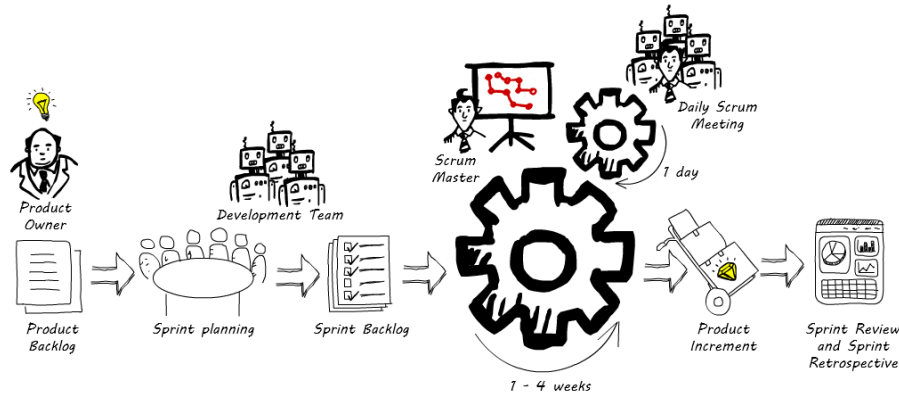 Daily Scrum
Meeting
Scrum
Master
1 day
Product
Owner
Development Team
Product
Backlog
Sprint planning
Sprint Backlog
Product
Increment
Sprint Review
and Sprint
Retrospective
1 - 4 weeks